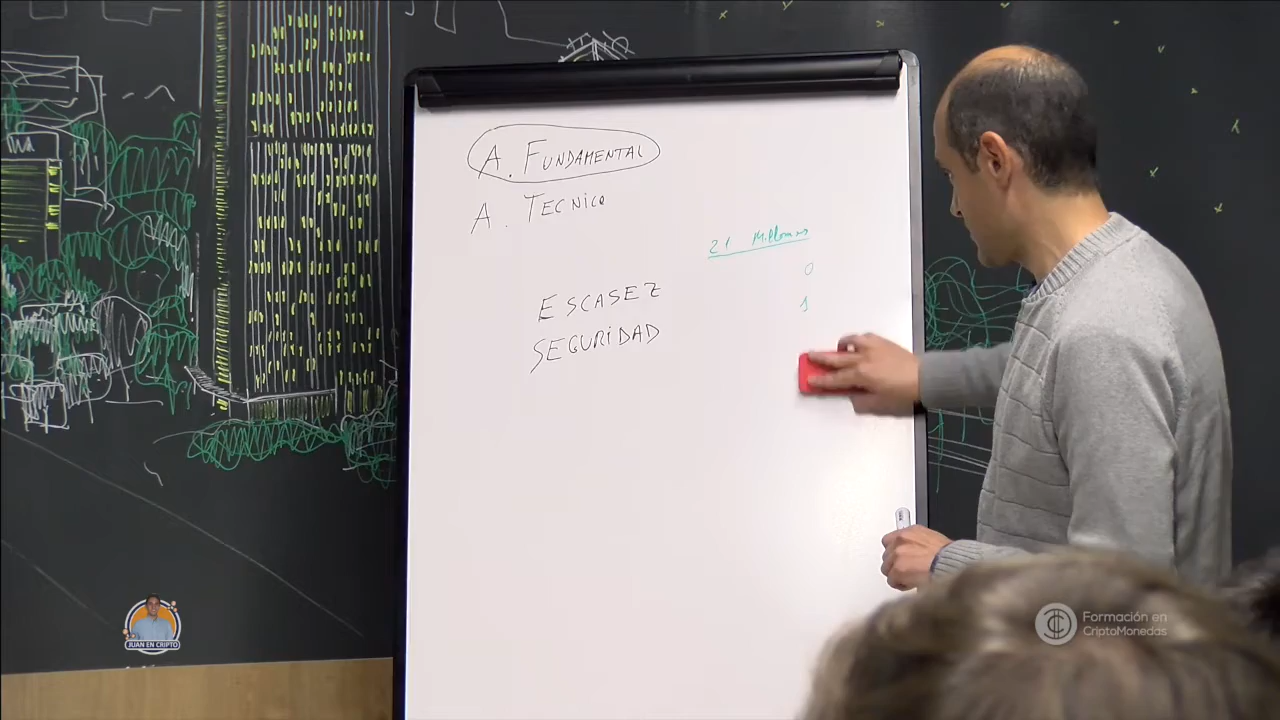 A. FUNDAMENTAL
A. TECNICO
21 Millones
0
1
ESCASEZ
SEGURIDAD
JUAN EN CRIPTO
Formación en
CriptoMonedas